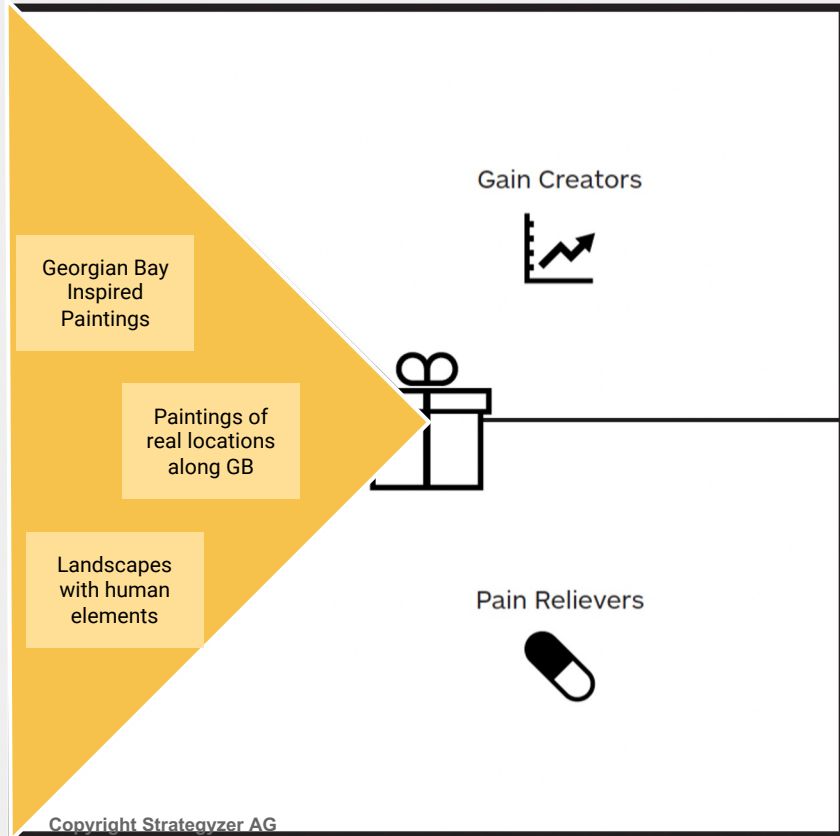 Gain Creators
Georgian Bay
Inspired
Paintings
Paintings of
real locations
along GB
Landscapes
with human
elements
Pain Relievers
Copyright Strategyzer AG